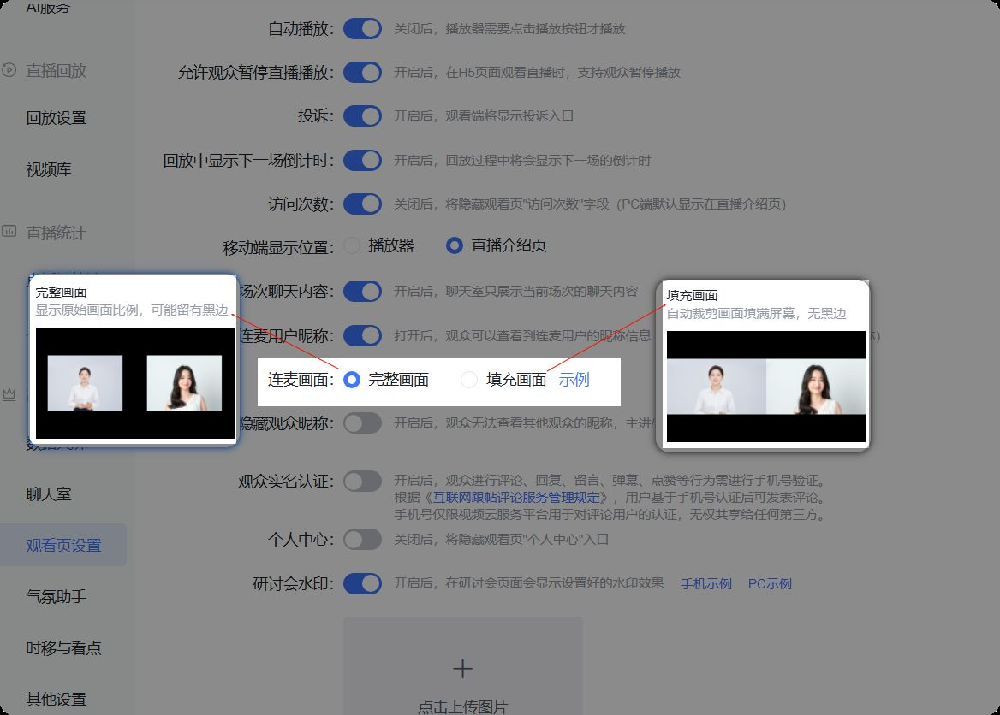 AI服务
直播回放
回放设置
视频库
直播统计
聊天室
观看页设置
气氛助手
时移与看点
其他设置
自动播放： 关闭后，播放器需要点击播放按钮才播放
允许观众暂停直播播放： 开启后，在H5页面观看直播时，支持观众暂停播放
投诉： 开启后，观看端将显示投诉入口
回放中显示下一场倒计时： 开启后，回放过程中将会显示下一场的倒计时
访问次数： 关闭后，将隐藏观看页"访问次数"字段（PC端默认显示在直播介绍页）
移动端显示位置： 播放器 直播介绍页
场次聊天内容： 开启后，聊天室只展示当前场次的聊天内容
连麦用户昵称： 打开后，观众可以查看到连麦用户的昵称信息
完整画面
显示原始画面比例，可能留有黑边
连麦画面： 完整画面 填充画面 示例
填充画面
自动裁剪画面填满屏幕，无黑边
隐藏观众昵称： 开启后，观众无法查看其他观众的昵称，主讲/
观众实名认证： 开启后，观众进行评论、回复、留言、弹幕、点赞等行为需进行手机号验证。
根据《互联网跟帖评论服务管理规定》，用户基于手机号认证后可发表评论。
手机号仅限视频云服务平台用于对评论用户的认证，无权共享给任何第三方。
个人中心： 关闭后，将隐藏观看页"个人中心"入口
研讨会水印： 开启后，在研讨会页面会显示设置好的水印效果 手机示例 PC示例
点击上传图片